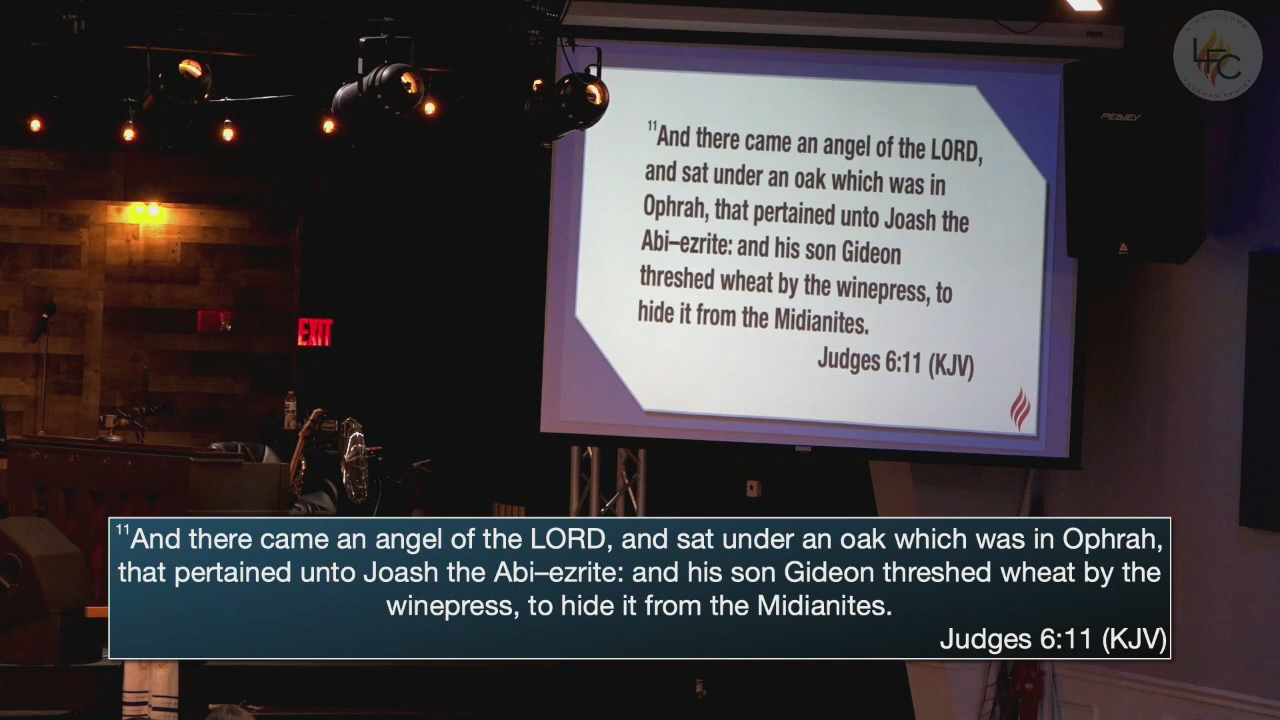 LFC
PEAVEY
11And there came an angel of the LORD,
and sat under an oak which was in
Ophrah, that pertained unto Joash the
Abi–ezrite: and his son Gideon
threshed wheat by the winepress, to
hide it from the Midianites.
Judges 6:11 (KJV)
EXIT
11And there came an angel of the LORD, and sat under an oak which was in Ophrah,
that pertained unto Joash the Abi–ezrite: and his son Gideon threshed wheat by the
winepress, to hide it from the Midianites.
Judges 6:11 (KJV)